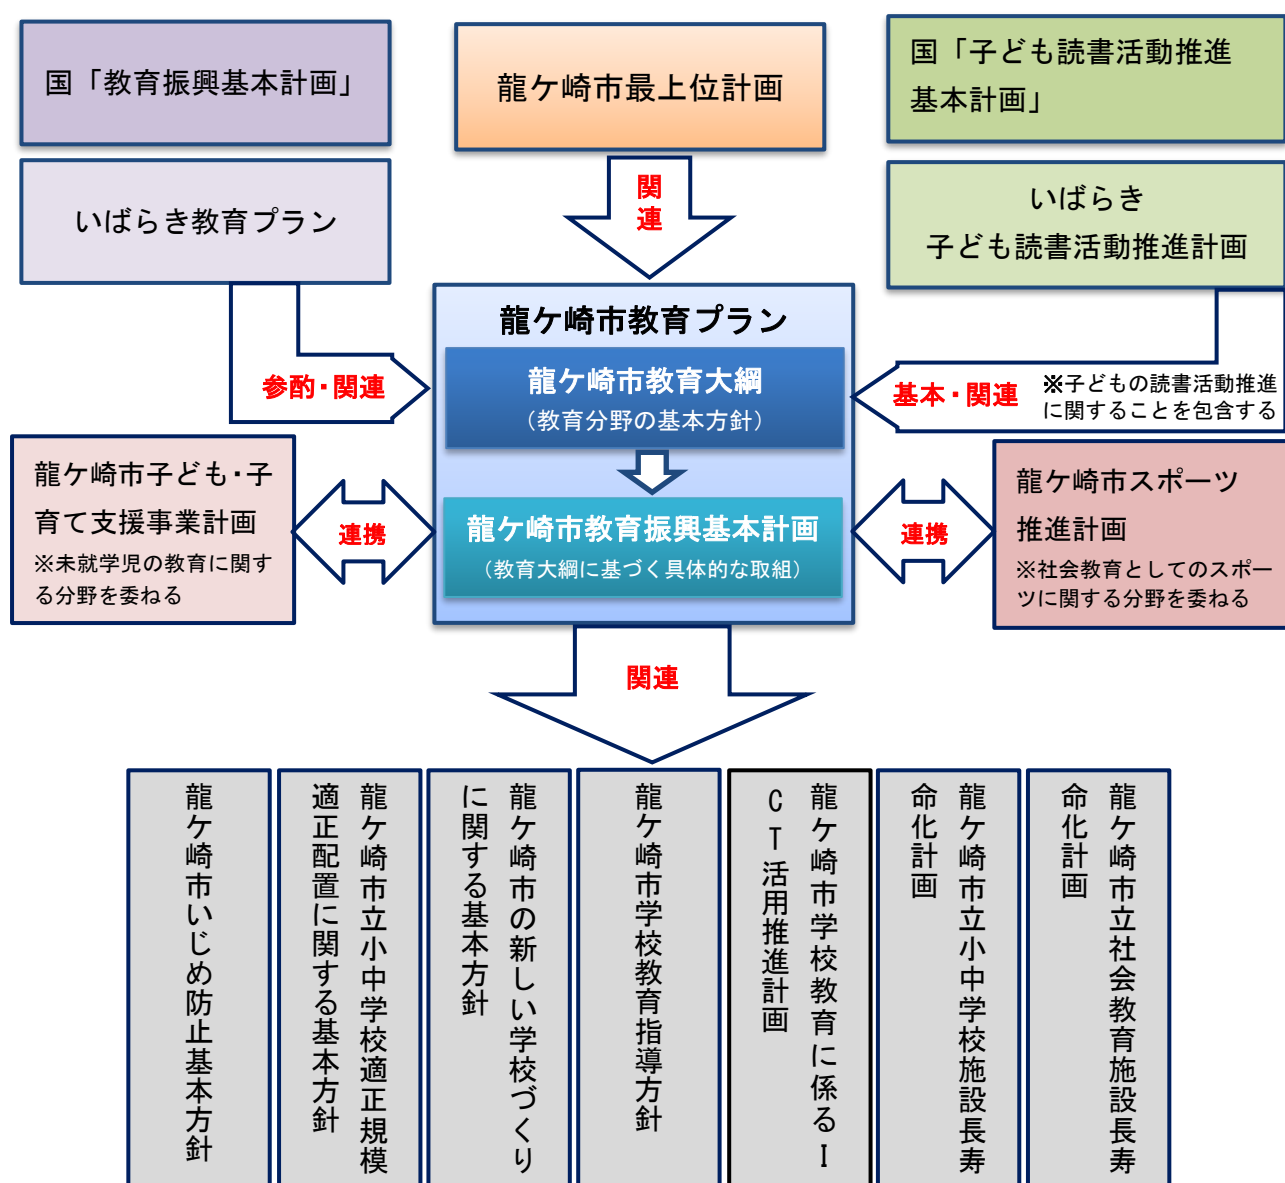 国「教育振興基本計画」
龍ケ崎市最上位計画
国「子ども読書活動推進
基本計画」
いばらき教育プラン
関
連
いばらき
子ども読書活動推進計画
龍ケ崎市教育プラン
参酌・関連
龍ケ崎市教育大綱
（教育分野の基本方針）
基本・関連
※子どもの読書活動推進
に関することを包含する
龍ケ崎市子ども・子
育て支援事業計画
※未就学児の教育に関す
る分野を委ねる
連携
龍ケ崎市教育振興基本計画
（教育大綱に基づく具体的な取組）
連携
龍ケ崎市スポーツ
推進計画
※社会教育としてのスポー
ツに関する分野を委ねる
関連
龍ケ崎市いじめ防止基本方針
龍ケ崎市立小中学校適正規模
適正配置に関する基本方針
龍ケ崎市の新しい学校づくり
に関する基本方針
龍ケ崎市学校教育指導方針
龍ケ崎市学校教育に係るＩ
ＣＴ活用推進計画
龍ケ崎市立小中学校施設長寿
命化計画
龍ケ崎市立社会教育施設長寿
命化計画